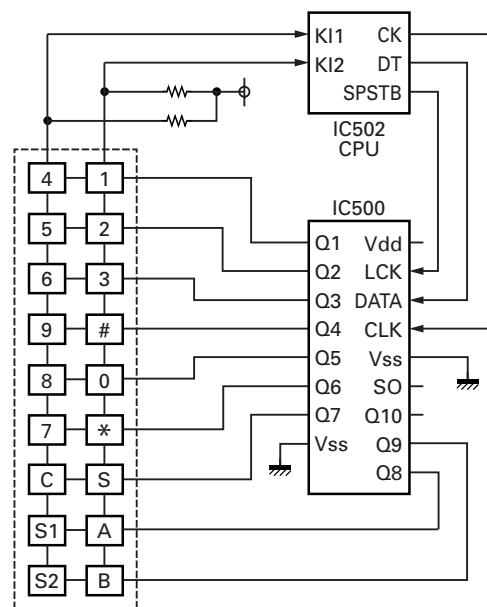 KI1 CK
KI2 DT
SPSTB
IC502
CPU
4 1
5 2
6 3
9 #
8 0
7 *
C S
S1 A
S2 B
IC500
Q1 Vdd
Q2 LCK
Q3 DATA
Q4 CLK
Q5 Vss
Q6 SO
Q7 Q10
Vss Q9
Q8